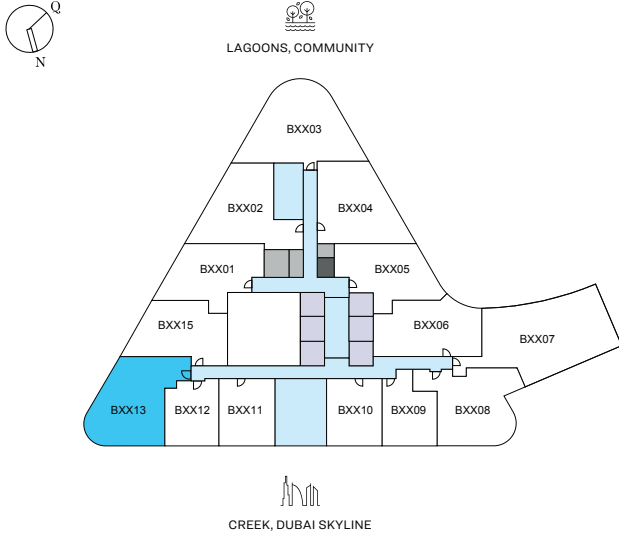 Q
N
LAGOONS, COMMUNITY
BXX03
BXX02
BXX04
BXX01
BXX05
BXX15
BXX06
BXX07
BXX13
BXX12
BXX11
BXX10
BXX09
BXX08
CREEK, DUBAI SKYLINE